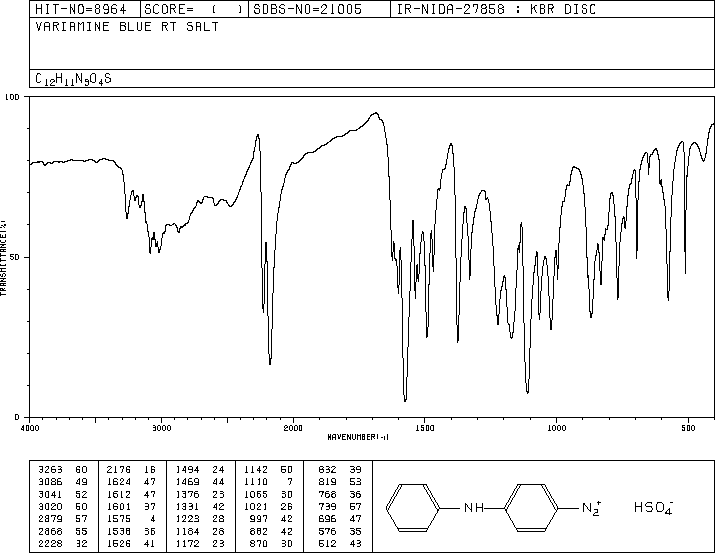 HIT-NO=8964 SCORE= ( ) SDBS-NO=21005 IR-NIDA-27858 : KBR DISC
VARIAMINE BLUE RT SALT
C12H11N3O4S
100
50
0
TRANSMITTANCE(%)
4000 3000 2000 1500 1000 500
WAVENUMBER(-1)
3263 60 2176 16 1494 24 1142 50 832 39
3086 49 1624 47 1469 44 1110 7 819 53
3041 52 1612 47 1376 23 1065 30 768 36
3020 50 1601 37 1331 42 1021 26 739 57
2879 57 1575 4 1223 28 997 42 696 47
2868 55 1538 36 1184 28 882 42 576 35
2228 32 1526 41 1172 23 870 30 512 43
NH N2+ HSO4-